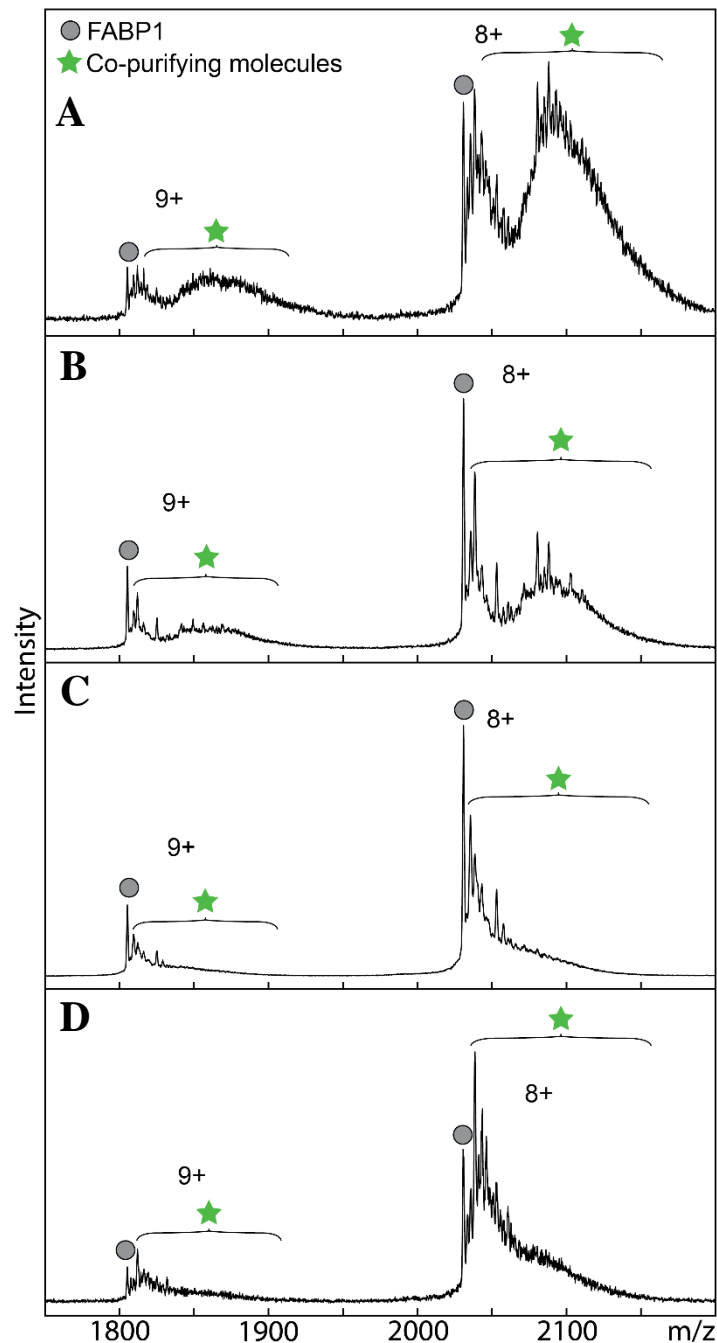 FABP1
Co-purifying molecules
A
9+
8+
B
9+
8+
C
9+
8+
D
9+
8+
Intensity
1800 1900 2000 2100 m/z